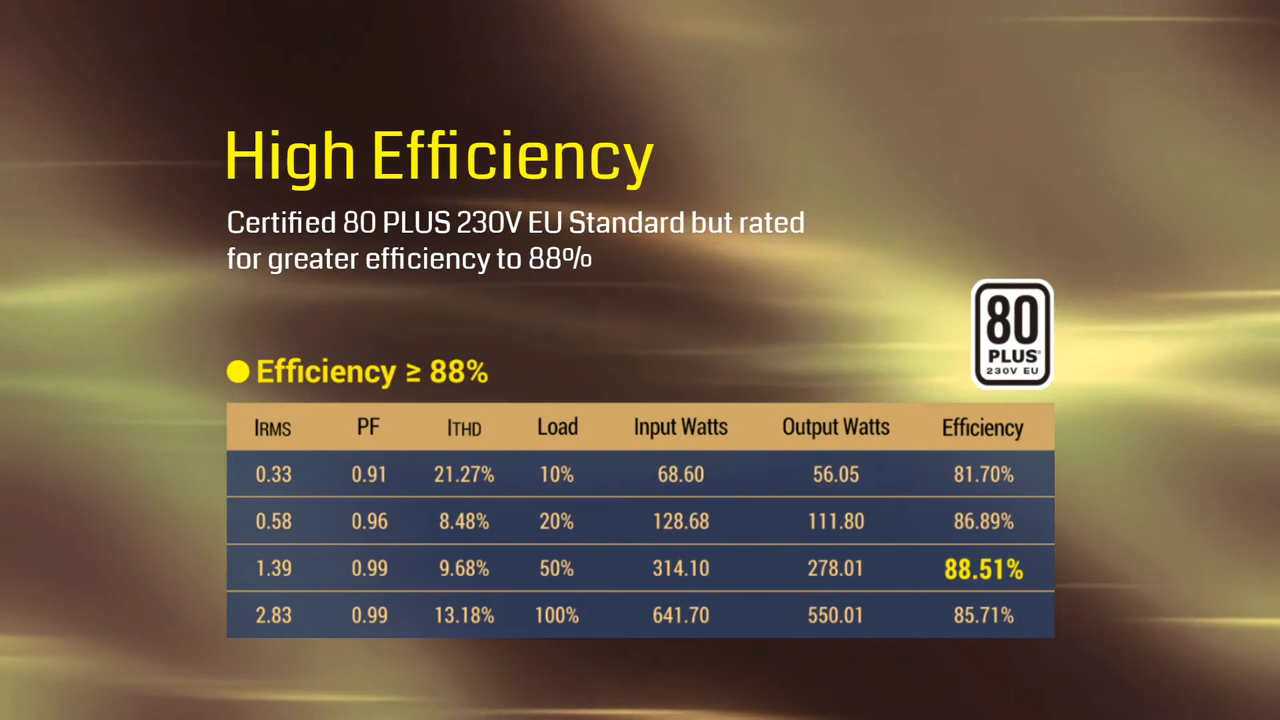 High Efficiency
Certified 80 PLUS 230V EU Standard but rated
for greater efficiency to 88%
80
PLUS®
230V EU
Efficiency ≥ 88%
IRMS PF ITHD Load Input Watts Output Watts Efficiency
0.33 0.91 21.27% 10% 68.60 56.05 81.70%
0.58 0.96 8.48% 20% 128.68 111.80 86.89%
1.39 0.99 9.68% 50% 314.10 278.01 88.51%
2.83 0.99 13.18% 100% 641.70 550.01 85.71%